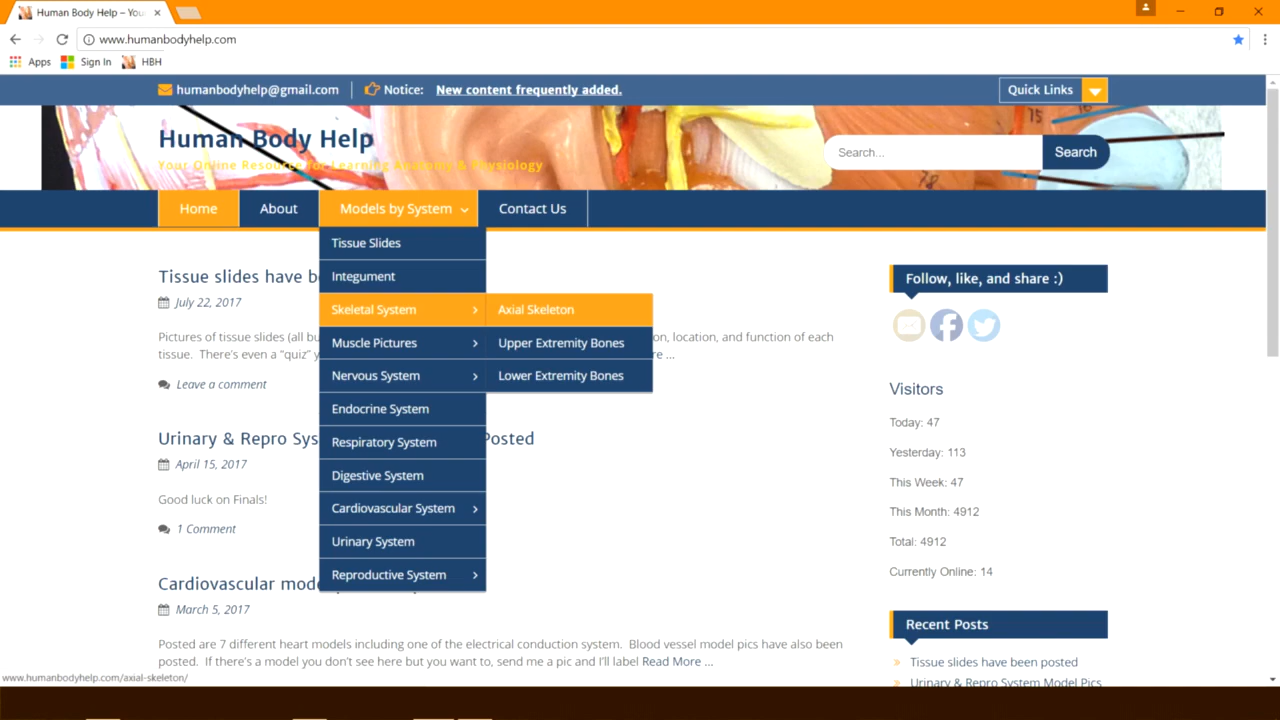 Human Body Help – You
www.humanbodyhelp.com
Apps Sign In HBH
humanbodyhelp@gmail.com Notice: New content frequently added. Quick Links
Human Body Help
Your Online Resource for Learning Anatomy & Physiology
Search... Search
15
Home About Models by System Contact Us
Tissue Slides
Integument
Skeletal System Axial Skeleton
Muscle Pictures Upper Extremity Bones
Nervous System Lower Extremity Bones
Endocrine System
Respiratory System
Digestive System
Cardiovascular System
Urinary System
Reproductive System
Tissue slides have b
July 22, 2017
Pictures of tissue slides (all bu on, location, and function of each
tissue. There's even a "quiz" y re ...
Leave a comment
Urinary & Repro Sys Posted
April 15, 2017
Good luck on Finals!
1 Comment
Cardiovascular mod
March 5, 2017
Posted are 7 different heart models including one of the electrical conduction system. Blood vessel model pics have also been
posted. If there's a model you don't see here but you want to, send me a pic and I'll label Read More ...
Follow, like, and share :)
Visitors
Today: 47
Yesterday: 113
This Week: 47
This Month: 4912
Total: 4912
Currently Online: 14
Recent Posts
Tissue slides have been posted
Urinary & Repro System Model Pics
www.humanbodyhelp.com/axial-skeleton/